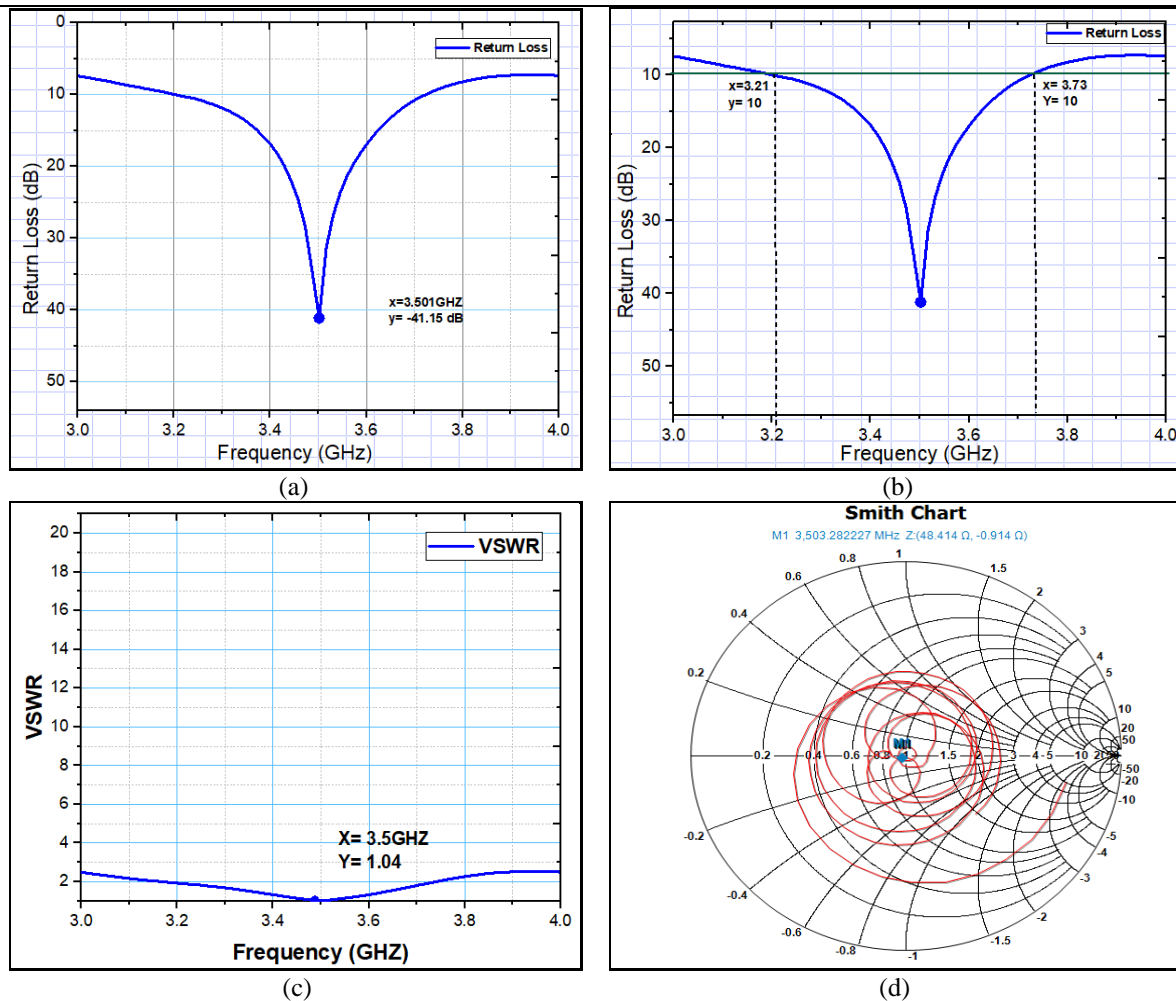 0
10
20
30
40
50
Return Loss (dB)
Return Loss
x=3.501GHZ
y= -41.15 dB
3.0 3.2 3.4 3.6 3.8 4.0
Frequency (GHz)
(a)
10
20
30
40
50
Return Loss (dB)
Return Loss
x=3.21
y= 10
x= 3.73
Y= 10
3.0 3.2 3.4 3.6 3.8 4.0
Frequency (GHz)
(b)
20
18
16
14
12
10
8
6
4
2
VSWR
VSWR
X= 3.5GHZ
Y= 1.04
3.0 3.2 3.4 3.6 3.8 4.0
Frequency (GHZ)
(c)
Smith Chart
M1 3,503.282227 MHz Z:(48.414 Ω, -0.914 Ω)
1
0.8
1.5
0.6
2
0.4
3
4
0.2
5
10
20
50
M1
0.2 0.4 0.6 0.8 1 1.5 2 3 4 5 10 20
-50
-20
-10
-0.2
-5
-4
-0.4
-3
-0.6
-2
-0.8
-1.5
-1
(d)